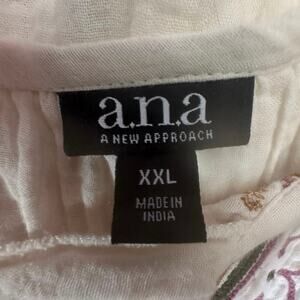 a.n.a
A NEW APPROACH
XXL
MADE IN
INDIA